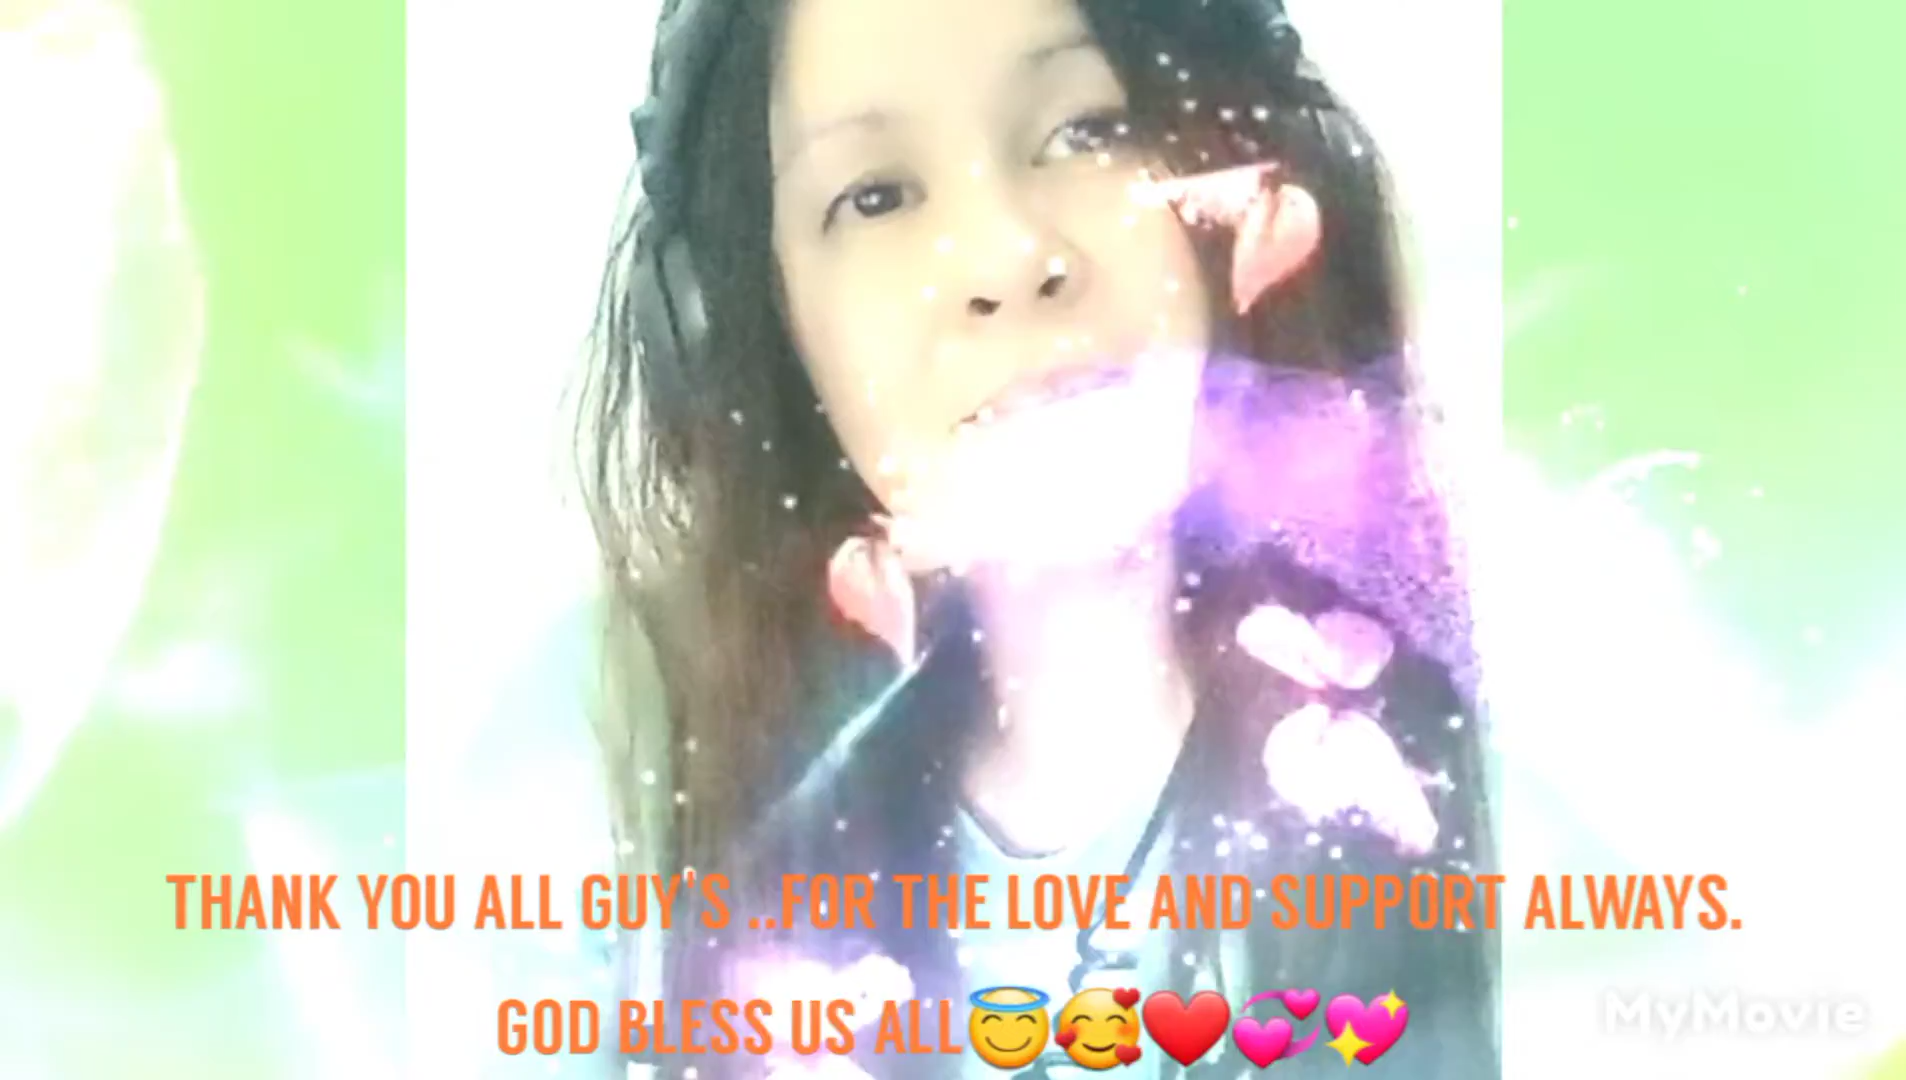 THANK YOU ALL GUY'S ..FOR THE LOVE AND SUPPORT ALWAYS.
GOD BLESS US ALL😇🥰❤️💞💖
MyMovie